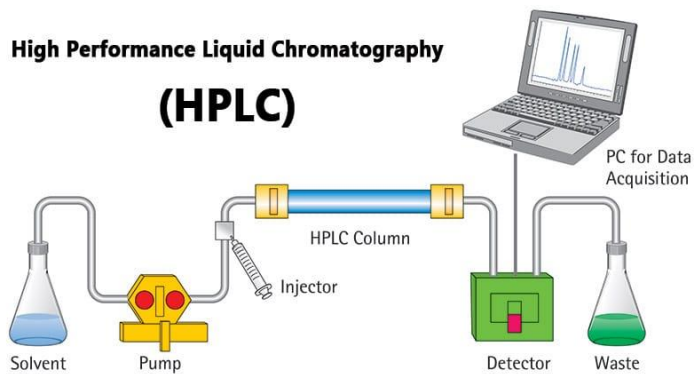 High Performance Liquid Chromatography
(HPLC)
PC for Data
Acquisition
HPLC Column
Injector
Solvent
Pump
Detector
Waste